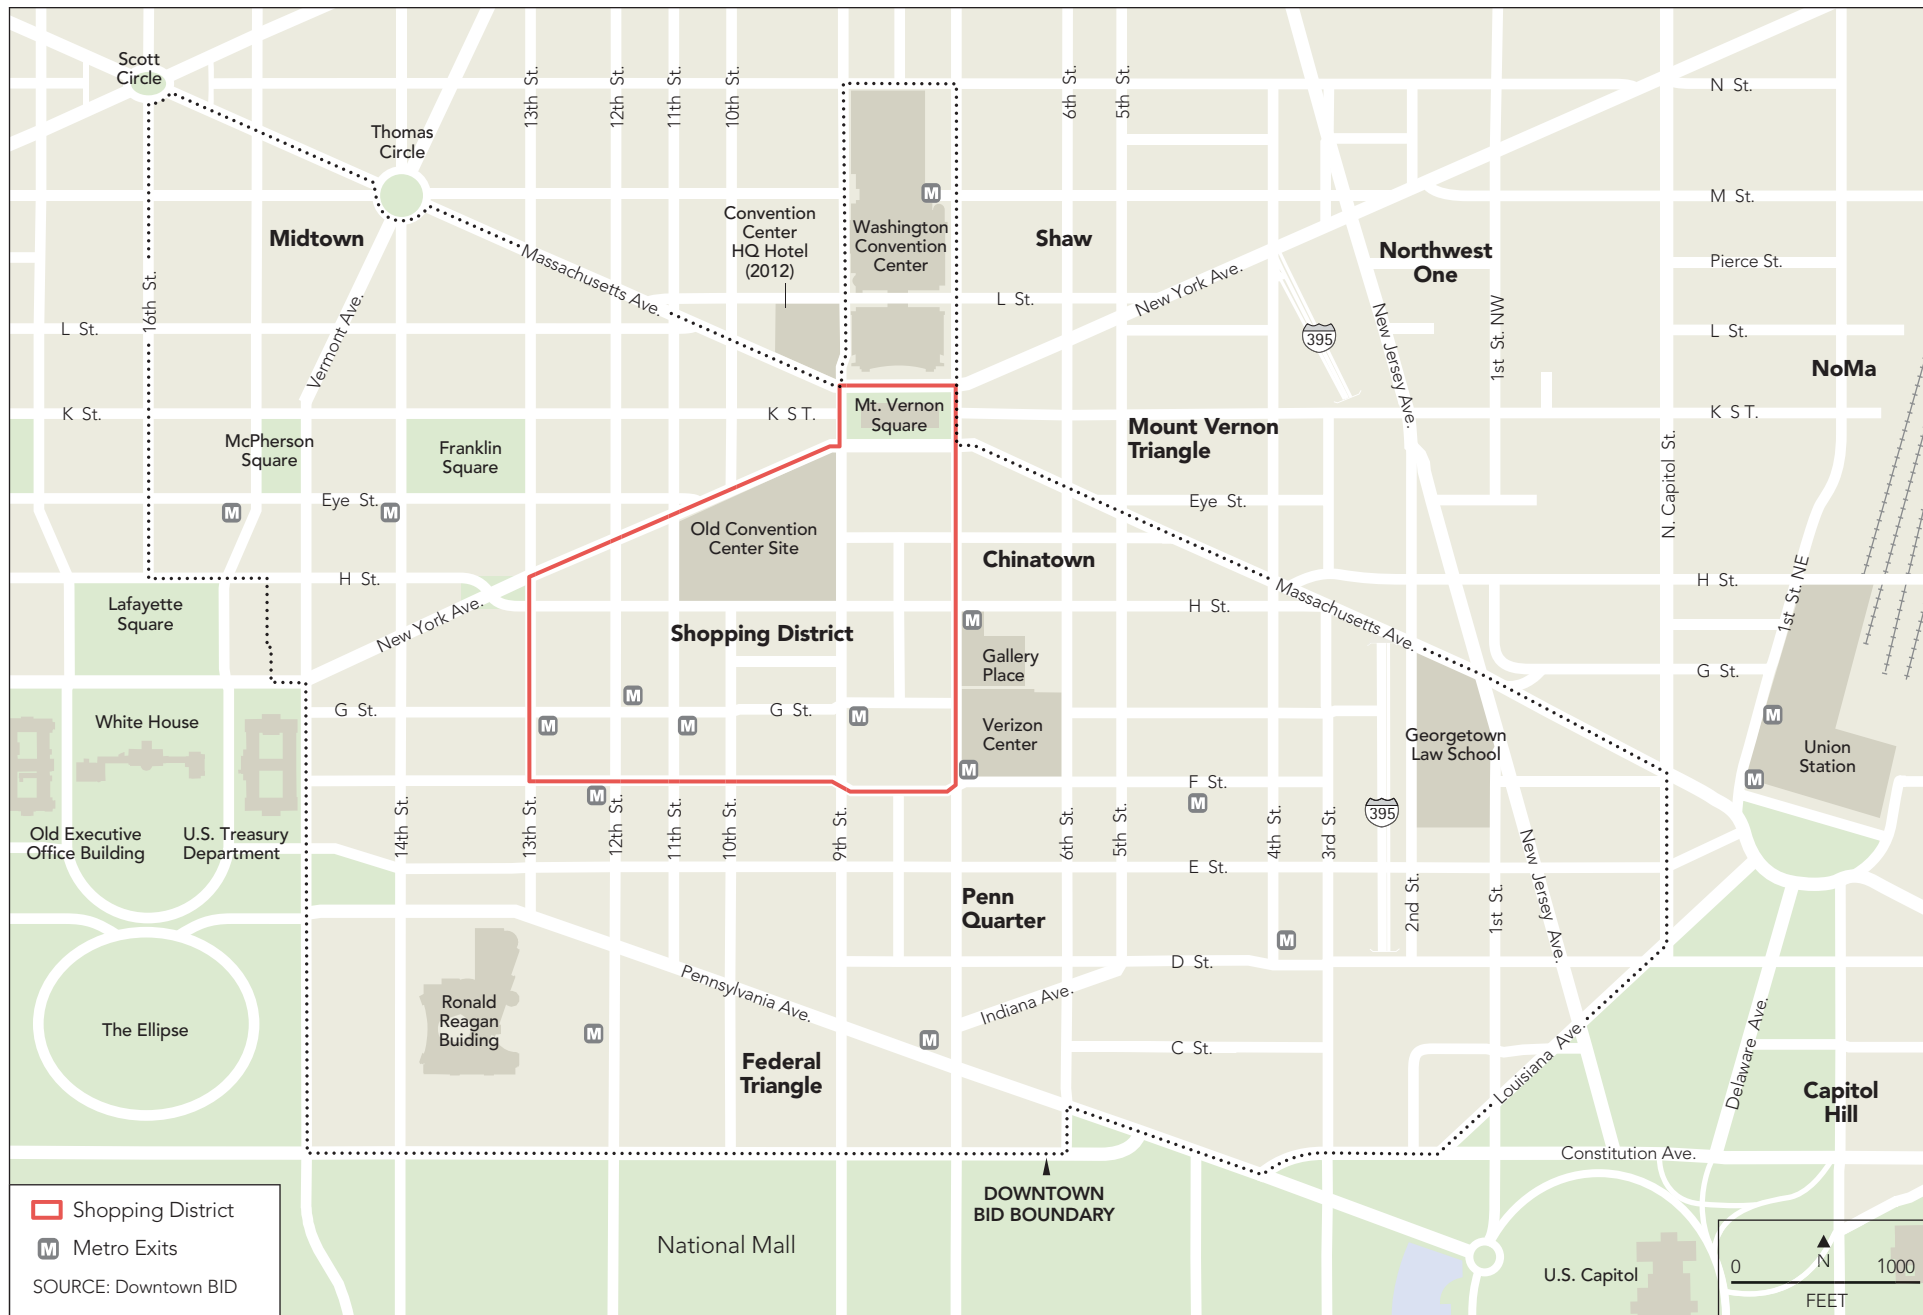 Scott
Circle
Thomas
Circle
13th St.
12th St.
11th St.
10th St.
6th St.
5th St.
N St.
M St.
Midtown
Convention
Center
HQ Hotel
(2012)
M
Washington
Convention
Center
Shaw
Northwest
One
Pierce St.
16th St.
Massachusetts Ave.
Vermont Ave.
L St.
L St.
New York Ave.
395
New Jersey Ave.
1st St. NW
L St.
NoMa
K St.
K ST.
Mt. Vernon
Square
Mount Vernon
Triangle
K ST.
McPherson
Square
Franklin
Square
N. Capitol St.
Eye St.
M
M
Eye St.
Old Convention
Center Site
Chinatown
H St.
H St.
H St.
Massachusetts Ave.
1st St. NE
Lafayette
Square
New York Ave.
Shopping District
M
Gallery
Place
G St.
White House
G St.
M
M
M
G St.
M
Verizon
Center
M
Georgetown
Law School
M
Union
Station
M
F St.
M
M
395
Old Executive
Office Building
U.S. Treasury
Department
14th St.
13th St.
12th St.
11th St.
10th St.
9th St.
6th St.
5th St.
4th St.
3rd St.
E St.
2nd St.
1st St.
New Jersey Ave.
Penn
Quarter
M
D St.
Pennsylvania Ave.
Indiana Ave.
The Ellipse
Ronald
Reagan
Buiding
M
M
C St.
Federal
Triangle
Louisiana Ave.
Delaware Ave.
Capitol
Hill
Constitution Ave.
DOWNTOWN
BID BOUNDARY
National Mall
U.S. Capitol
Shopping District
M Metro Exits
SOURCE: Downtown BID
N
0 1000
FEET